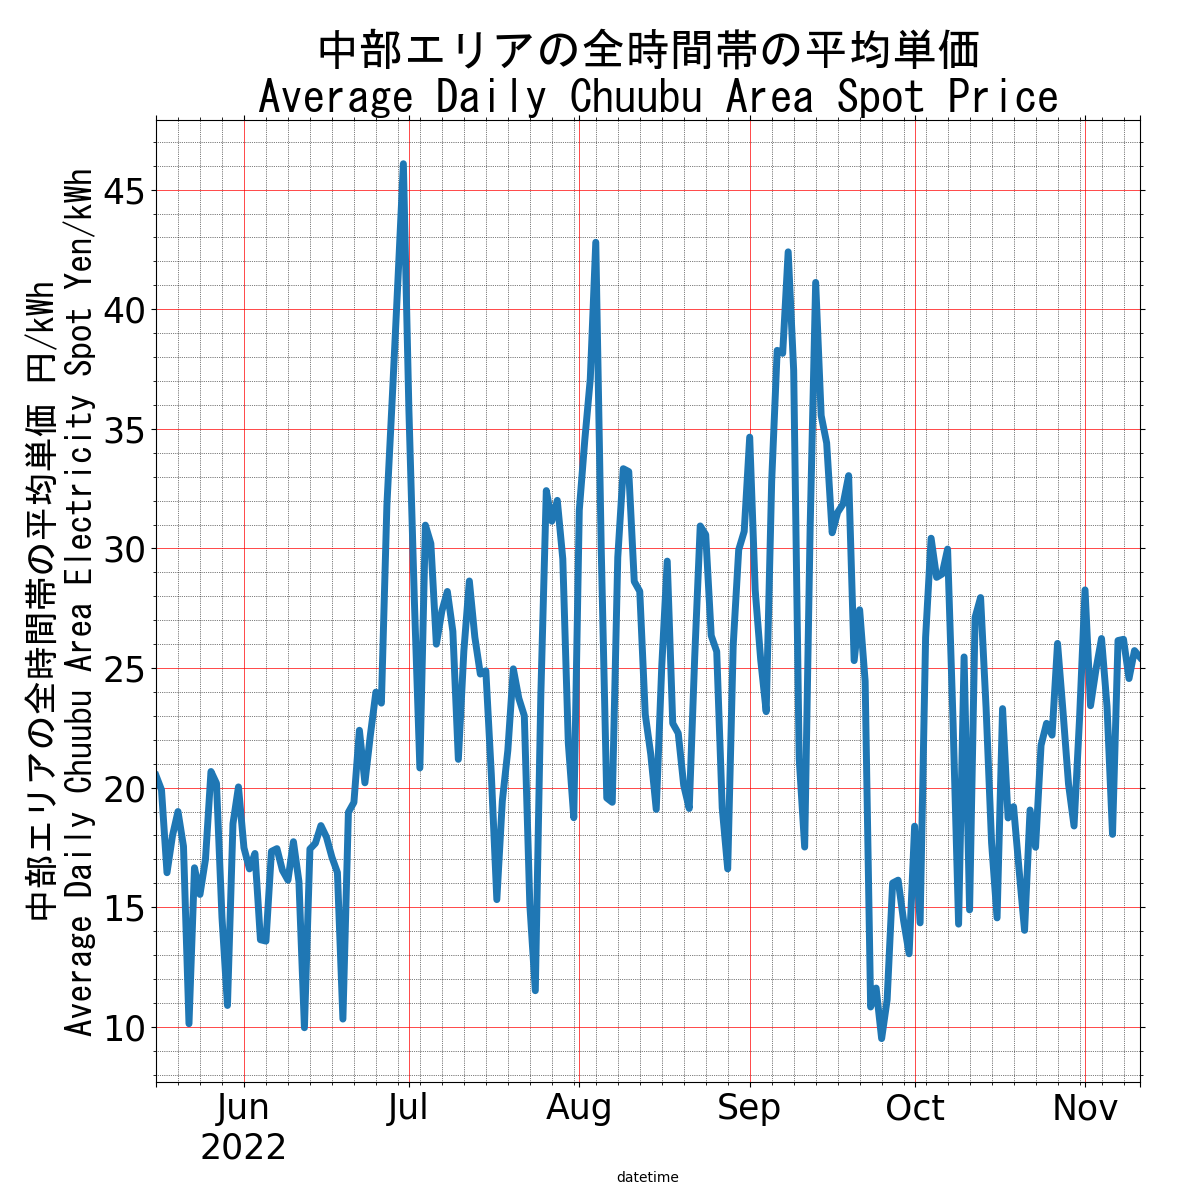 中部エリアの全時間帯の平均単価
Average Daily Chuubu Area Spot Price
中部エリアの全時間帯の平均単価 円/kWh
Average Daily Chuubu Area Electricity Spot Yen/kWh
45
40
35
30
25
20
15
10
Jun
2022
Jul
Aug
Sep
Oct
Nov
datetime